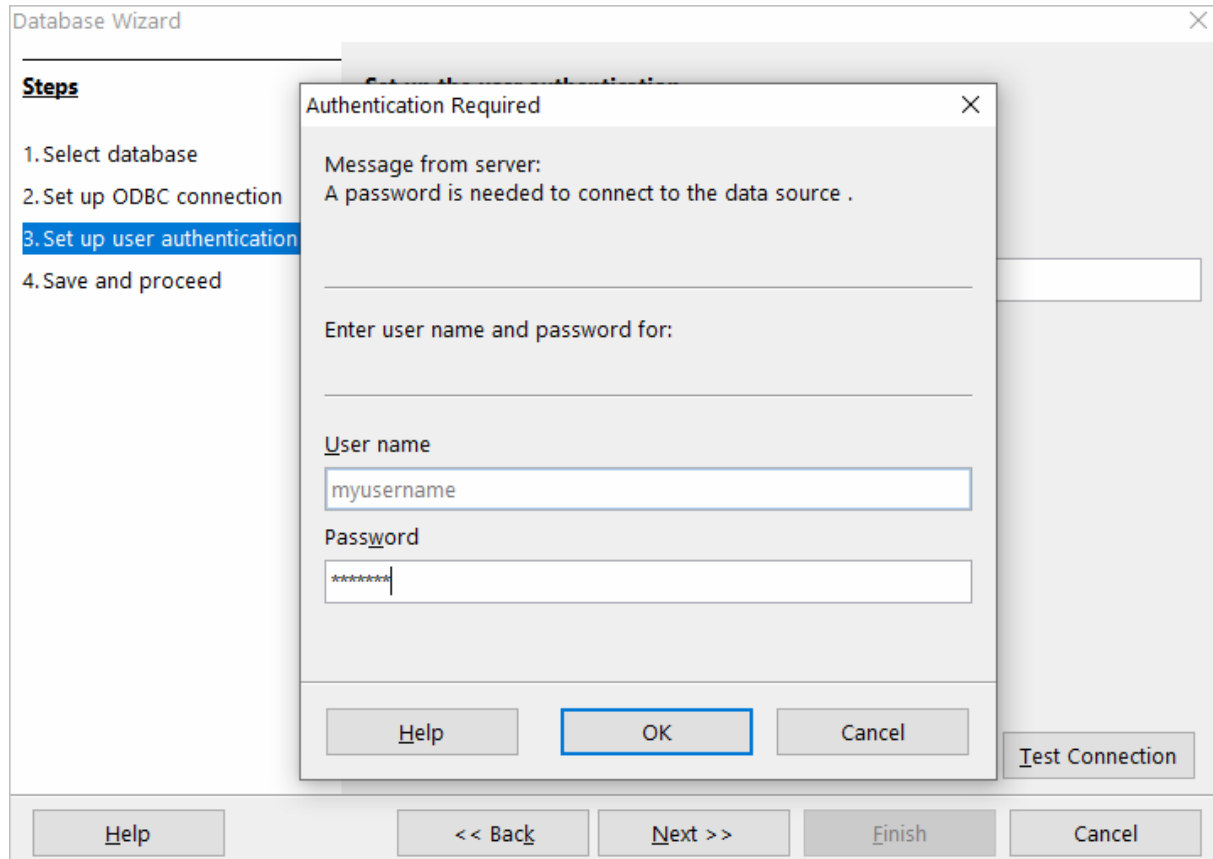 Database Wizard
Steps
1. Select database
2. Set up ODBC connection
3. Set up user authentication
4. Save and proceed
Authentication Required
Message from server:
A password is needed to connect to the data source .
Enter user name and password for:
User name
myusername
Password
*******
Help
OK
Cancel
Test Connection
Help
<< Back
Next >>
Finish
Cancel